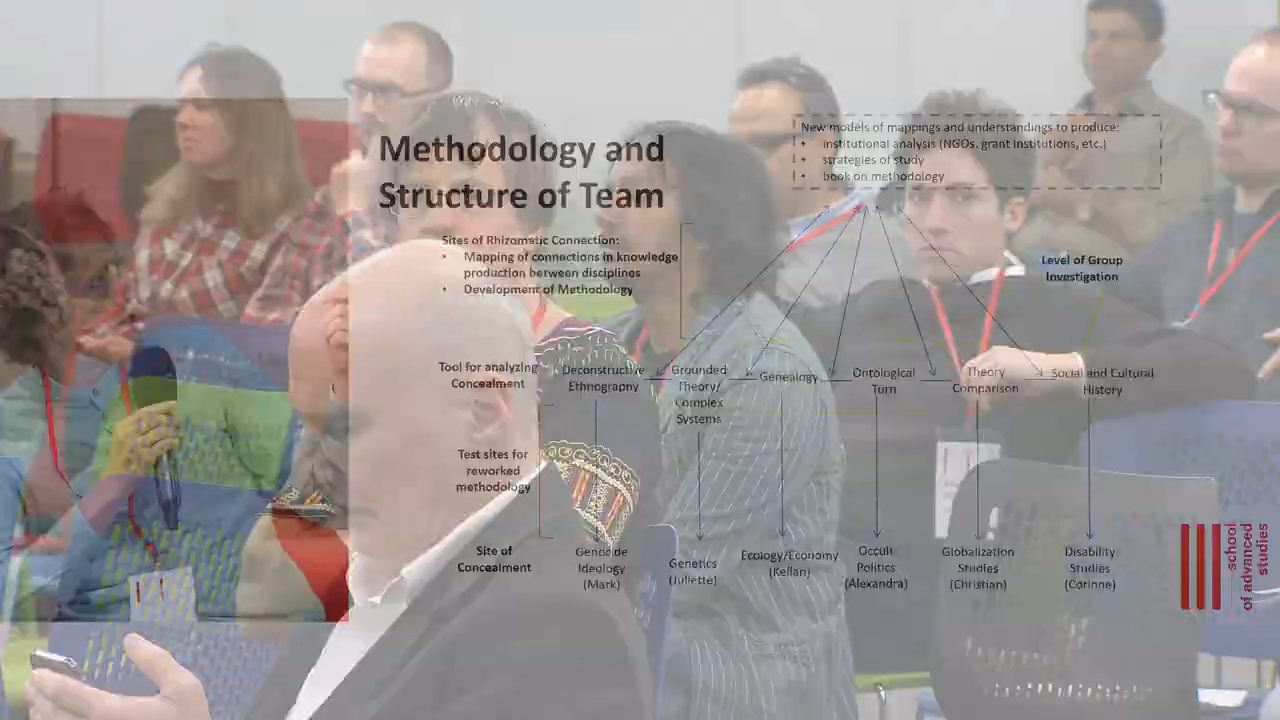 Methodology and
Structure of Team
New models of mappings and understandings to produce:
• institutional analysis (NGOs, grant institutions, etc.)
• strategies of study
• book on methodology
Sites of Rhizomatic Connection:
• Mapping of connections in knowledge
production between disciplines
• Development of Methodology
Level of Group
Investigation
Tool for analyzing
Concealment
Deconstructive
Ethnography
Grounded
Theory/
Complex
Systems
Genealogy
Ontological
Turn
Theory
Comparison
Social and Cultural
History
Test sites for
reworked
methodology
Site of
Concealment
Genocide
Ideology
(Mark)
Genetics
(Juliette)
Ecology/Economy
(Kellan)
Occult
Politics
(Alexandra)
Globalization
Studies
(Christian)
Disability
Studies
(Corinne)
school
of advanced
studies